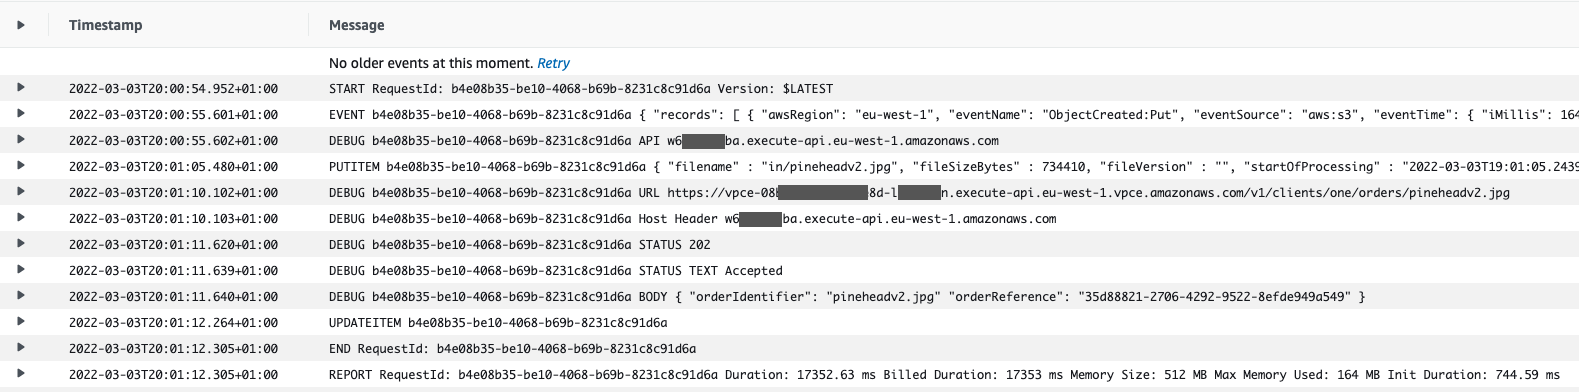 Timestamp Message
No older events at this moment. Retry
2022-03-03T20:00:54.952+01:00 START RequestId: b4e08b35-be10-4068-b69b-8231c8c91d6a Version: $LATEST
2022-03-03T20:00:55.601+01:00 EVENT b4e08b35-be10-4068-b69b-8231c8c91d6a { "records": [ { "awsRegion": "eu-west-1", "eventName": "ObjectCreated:Put", "eventSource": "aws:s3", "eventTime": { "iMillis": 164
2022-03-03T20:00:55.602+01:00 DEBUG b4e08b35-be10-4068-b69b-8231c8c91d6a API w6 ba.execute-api.eu-west-1.amazonaws.com
2022-03-03T20:01:05.480+01:00 PUTITEM b4e08b35-be10-4068-b69b-8231c8c91d6a { "filename" : "in/pineheadv2.jpg", "fileSizeBytes" : 734410, "fileVersion" : "", "startOfProcessing" : "2022-03-03T19:01:05.2439
2022-03-03T20:01:10.102+01:00 DEBUG b4e08b35-be10-4068-b69b-8231c8c91d6a URL https://vpce-08 8d-l n.execute-api.eu-west-1.vpce.amazonaws.com/v1/clients/one/orders/pineheadv2.jpg
2022-03-03T20:01:10.103+01:00 DEBUG b4e08b35-be10-4068-b69b-8231c8c91d6a Host Header w6 ba.execute-api.eu-west-1.amazonaws.com
2022-03-03T20:01:11.620+01:00 DEBUG b4e08b35-be10-4068-b69b-8231c8c91d6a STATUS 202
2022-03-03T20:01:11.639+01:00 DEBUG b4e08b35-be10-4068-b69b-8231c8c91d6a STATUS TEXT Accepted
2022-03-03T20:01:11.640+01:00 DEBUG b4e08b35-be10-4068-b69b-8231c8c91d6a BODY { "orderIdentifier": "pineheadv2.jpg" "orderReference": "35d88821-2706-4292-9522-8efde949a549" }
2022-03-03T20:01:12.264+01:00 UPDATEITEM b4e08b35-be10-4068-b69b-8231c8c91d6a
2022-03-03T20:01:12.305+01:00 END RequestId: b4e08b35-be10-4068-b69b-8231c8c91d6a
2022-03-03T20:01:12.305+01:00 REPORT RequestId: b4e08b35-be10-4068-b69b-8231c8c91d6a Duration: 17352.63 ms Billed Duration: 17353 ms Memory Size: 512 MB Max Memory Used: 164 MB Init Duration: 744.59 ms